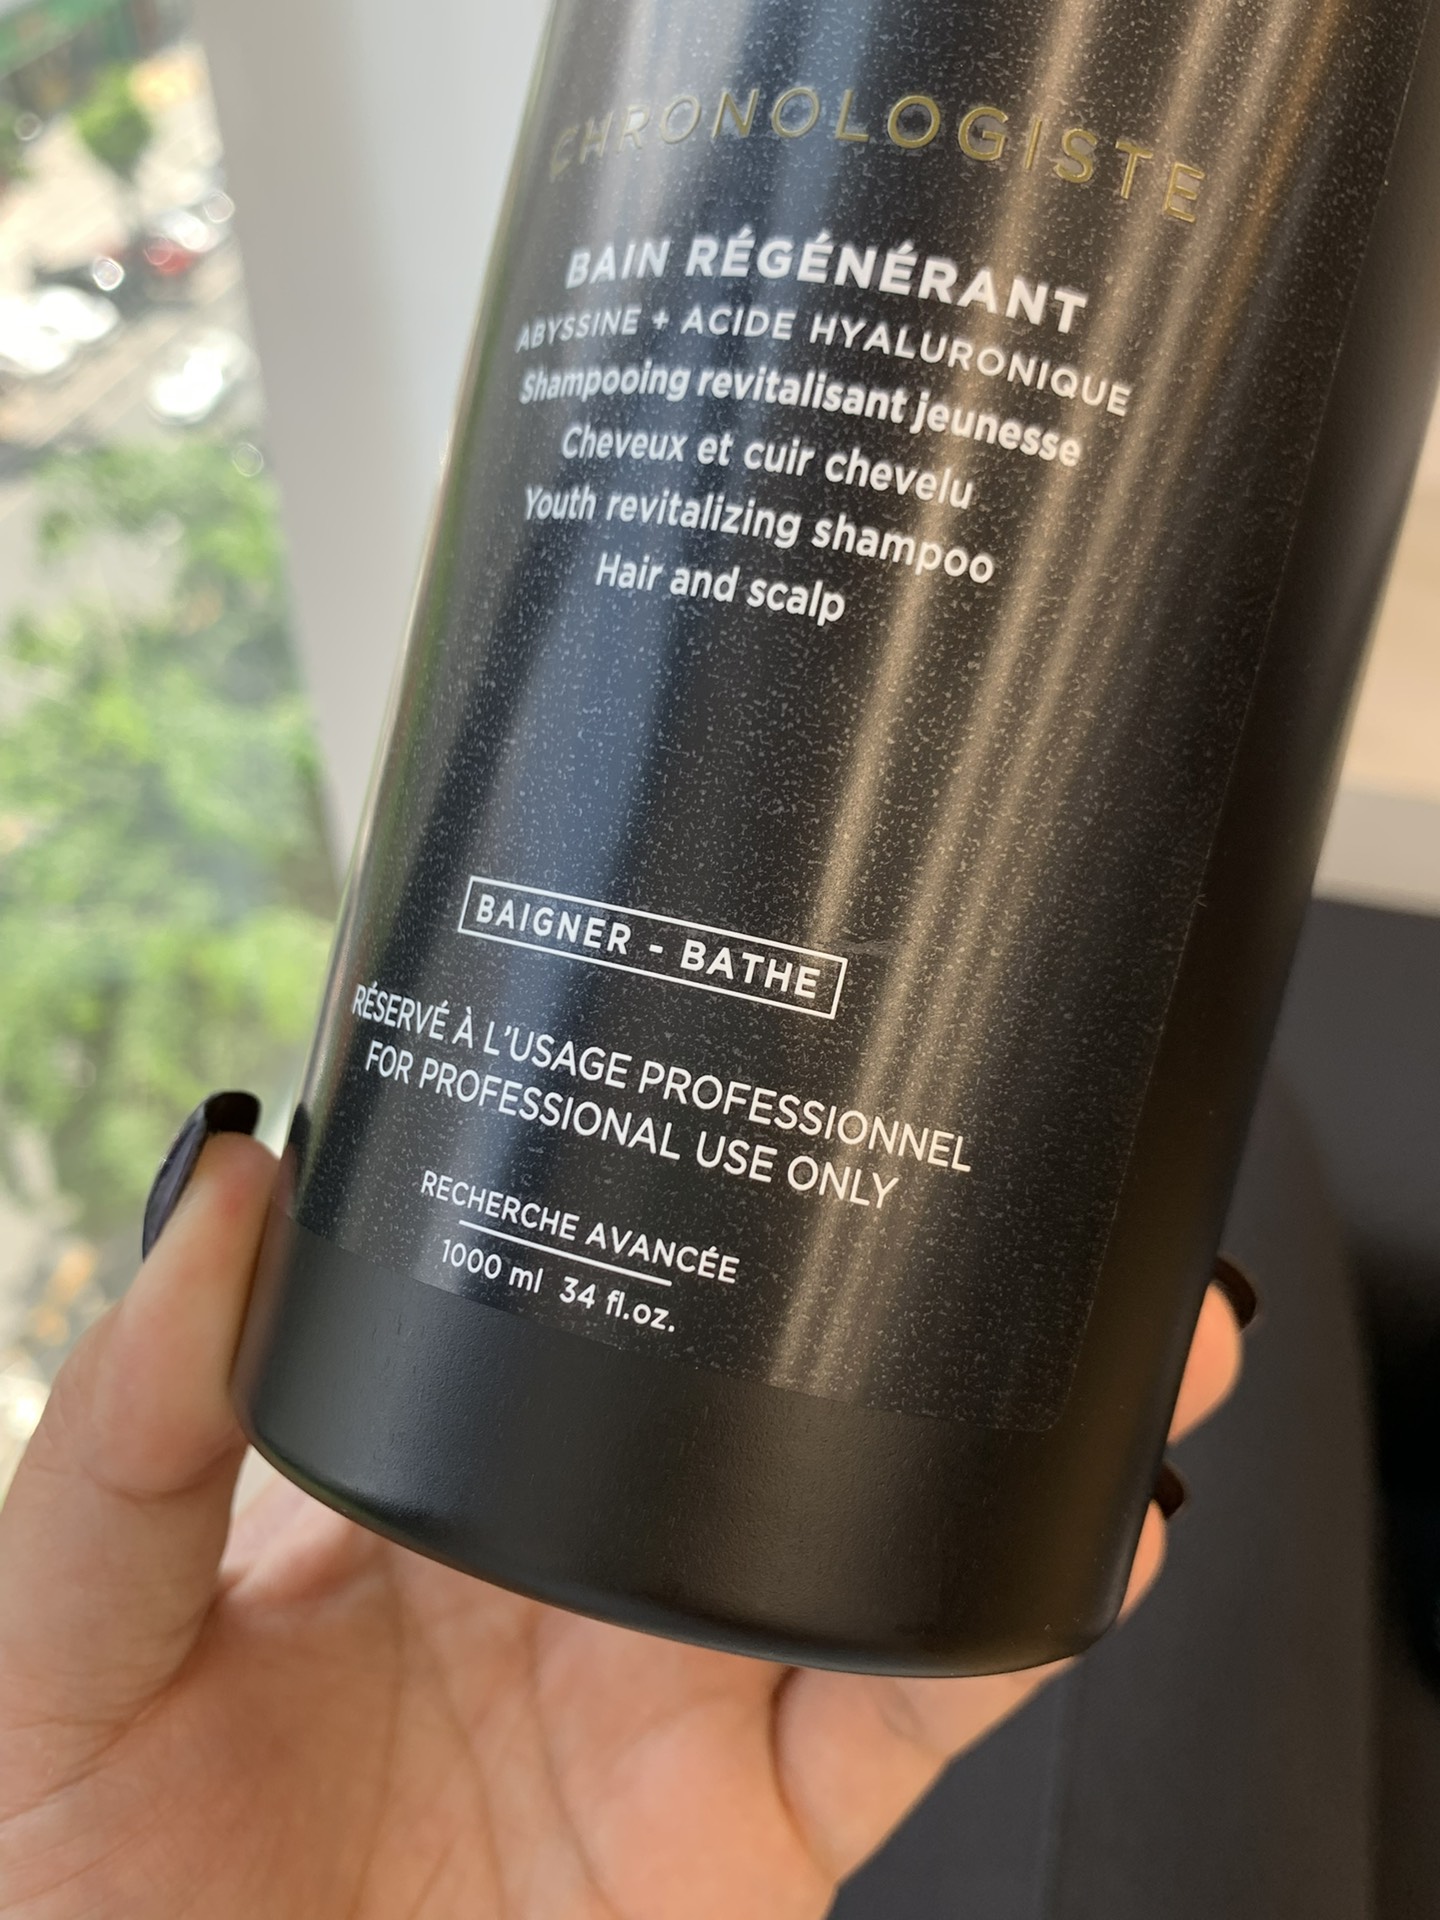 CHRONOLOGISTE
BAIN RÉGÉNÉRANT
ABYSSINE + ACIDE HYALURONIQUE
Shampooing revitalisant jeunesse
Cheveux et cuir chevelu
Youth revitalizing shampoo
Hair and scalp
BAIGNER - BATHE
RÉSERVÉ À L'USAGE PROFESSIONNEL
FOR PROFESSIONAL USE ONLY
RECHERCHE AVANCÉE
1000 ml 34 fl.oz.